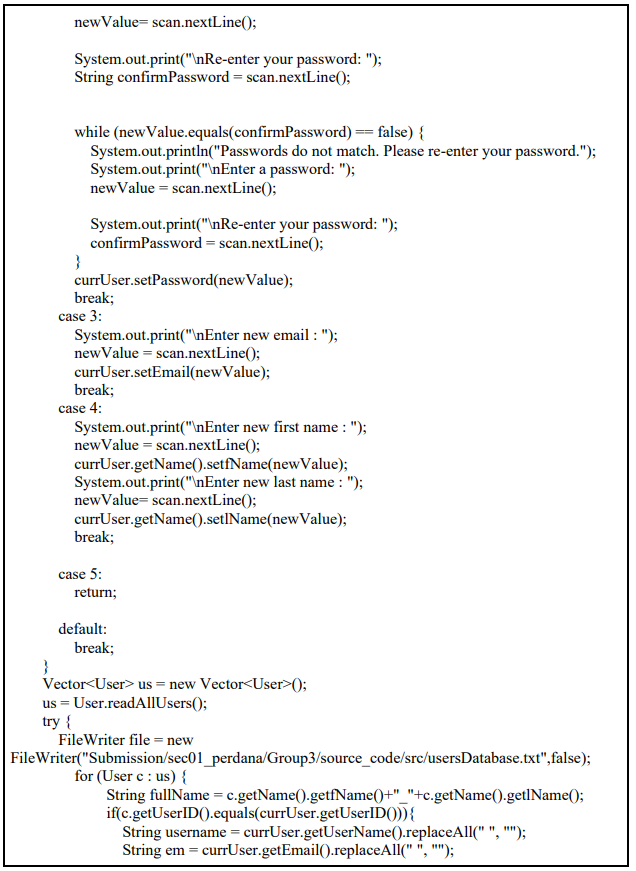 newValue= scan.nextLine();
System.out.print("\nRe-enter your password: ");
String confirmPassword = scan.nextLine();
while (newValue.equals(confirmPassword) == false) {
System.out.println("Passwords do not match. Please re-enter your password.");
System.out.print("\nEnter a password: ");
newValue = scan.nextLine();
System.out.print("\nRe-enter your password: ");
confirmPassword = scan.nextLine();
}
currUser.setPassword(newValue);
break;
case 3:
System.out.print("\nEnter new email : ");
newValue = scan.nextLine();
currUser.setEmail(newValue);
break;
case 4:
System.out.print("\nEnter new first name : ");
newValue = scan.nextLine();
currUser.getName().setfName(newValue);
System.out.print("\nEnter new last name : ");
newValue= scan.nextLine();
currUser.getName().setlName(newValue);
break;
case 5:
return;
default:
break;
}
Vector<User> us = new Vector<User>();
us = User.readAllUsers();
try {
FileWriter file = new
FileWriter("Submission/sec01_perdana/Group3/source_code/src/usersDatabase.txt",false);
for (User c : us) {
String fullName = c.getName().getfName()+"_"+c.getName().getlName();
if(c.getUserID().equals(currUser.getUserID())){
String username = currUser.getUserName().replaceAll(" ", "");
String em = currUser.getEmail().replaceAll(" ", "");